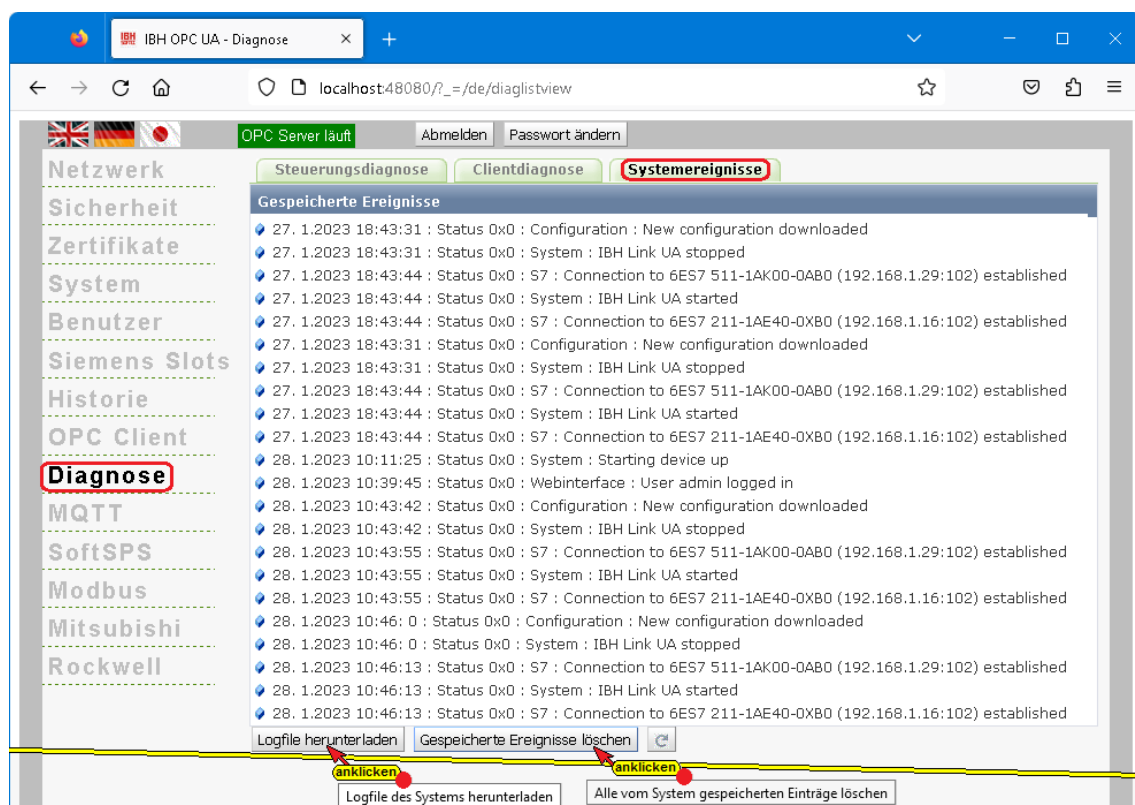 IBH OPC UA - Diagnose
localhost:48080/?_=/de/diaglistview
OPC Server läuft Abmelden Passwort ändern
Netzwerk
Sicherheit
Zertifikate
System
Benutzer
Siemens Slots
Historie
OPC Client
Diagnose
MQTT
SoftSPS
Modbus
Mitsubishi
Rockwell
Steuerungsdiagnose Clientdiagnose Systemereignisse
Gespeicherte Ereignisse
27. 1.2023 18:43:31 : Status 0x0 : Configuration : New configuration downloaded
27. 1.2023 18:43:31 : Status 0x0 : System : IBH Link UA stopped
27. 1.2023 18:43:44 : Status 0x0 : S7 : Connection to 6ES7 511-1AK00-0AB0 (192.168.1.29:102) established
27. 1.2023 18:43:44 : Status 0x0 : System : IBH Link UA started
27. 1.2023 18:43:44 : Status 0x0 : S7 : Connection to 6ES7 211-1AE40-0XB0 (192.168.1.16:102) established
27. 1.2023 18:43:31 : Status 0x0 : Configuration : New configuration downloaded
27. 1.2023 18:43:31 : Status 0x0 : System : IBH Link UA stopped
27. 1.2023 18:43:44 : Status 0x0 : S7 : Connection to 6ES7 511-1AK00-0AB0 (192.168.1.29:102) established
27. 1.2023 18:43:44 : Status 0x0 : System : IBH Link UA started
27. 1.2023 18:43:44 : Status 0x0 : S7 : Connection to 6ES7 211-1AE40-0XB0 (192.168.1.16:102) established
28. 1.2023 10:11:25 : Status 0x0 : System : Starting device up
28. 1.2023 10:39:45 : Status 0x0 : Webinterface : User admin logged in
28. 1.2023 10:43:42 : Status 0x0 : Configuration : New configuration downloaded
28. 1.2023 10:43:42 : Status 0x0 : System : IBH Link UA stopped
28. 1.2023 10:43:55 : Status 0x0 : S7 : Connection to 6ES7 511-1AK00-0AB0 (192.168.1.29:102) established
28. 1.2023 10:43:55 : Status 0x0 : System : IBH Link UA started
28. 1.2023 10:43:55 : Status 0x0 : S7 : Connection to 6ES7 211-1AE40-0XB0 (192.168.1.16:102) established
28. 1.2023 10:46: 0 : Status 0x0 : Configuration : New configuration downloaded
28. 1.2023 10:46: 0 : Status 0x0 : System : IBH Link UA stopped
28. 1.2023 10:46:13 : Status 0x0 : S7 : Connection to 6ES7 511-1AK00-0AB0 (192.168.1.29:102) established
28. 1.2023 10:46:13 : Status 0x0 : System : IBH Link UA started
28. 1.2023 10:46:13 : Status 0x0 : S7 : Connection to 6ES7 211-1AE40-0XB0 (192.168.1.16:102) established
Logfile herunterladen Gespeicherte Ereignisse löschen
anklicken anklicken
Logfile des Systems herunterladen Alle vom System gespeicherten Einträge löschen